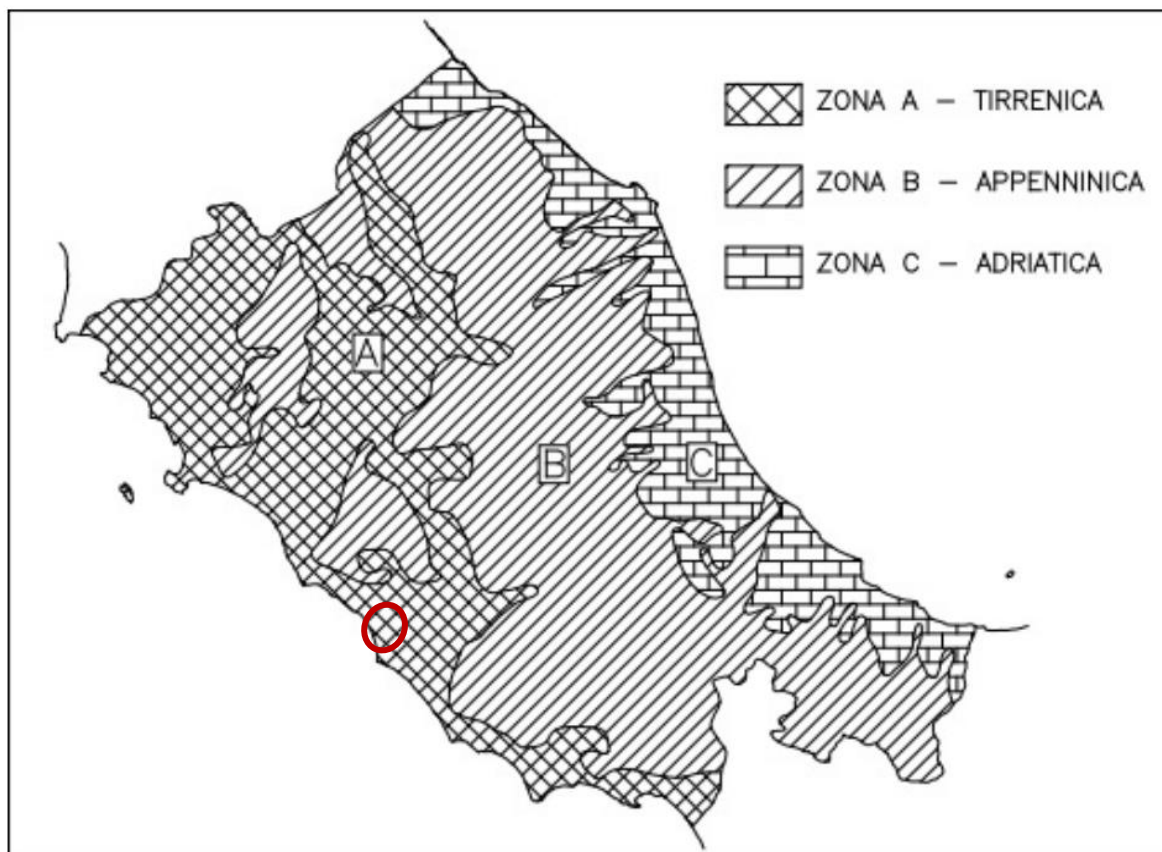 ZONA A – TIRRENICA
ZONA B – APPENNINICA
ZONA C – ADRIATICA
A
B
C